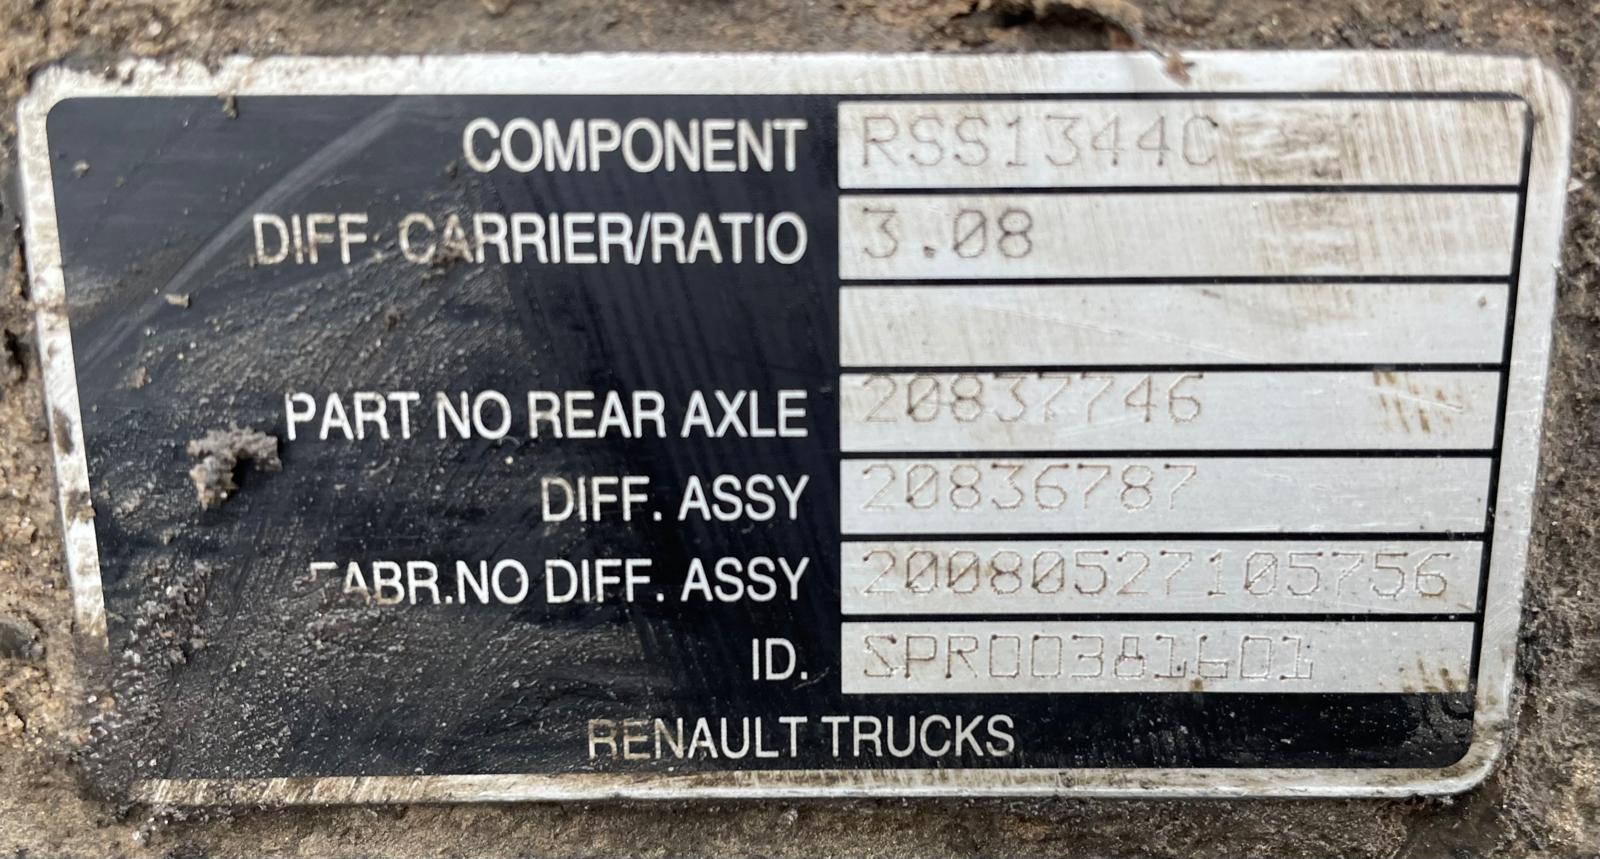 COMPONENT RSS1344C
DIFF. CARRIER/RATIO 3.08
PART NO REAR AXLE 20837746
DIFF. ASSY 20836787
FABR.NO DIFF. ASSY 20080527105756
ID. SPR00381601
RENAULT TRUCKS